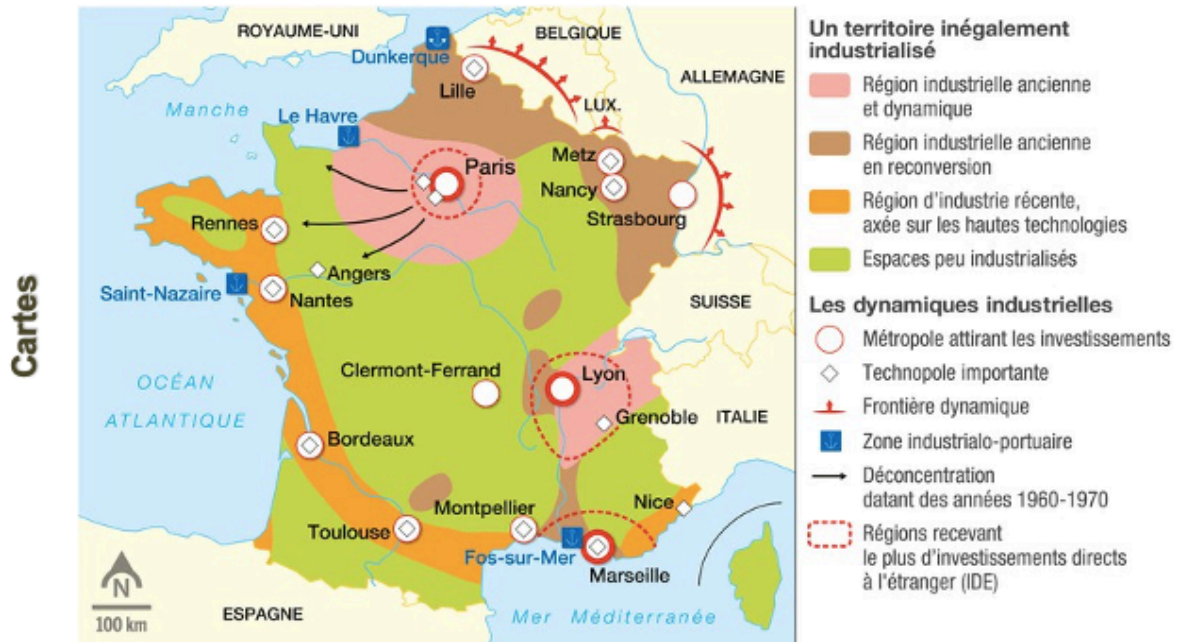 Cartes
ROYAUME-UNI
BELGIQUE
Dunkerque
Lille
ALLEMAGNE
Manche
LUX.
Le Havre
Metz
Paris
Nancy
Strasbourg
Rennes
Angers
Saint-Nazaire
Nantes
SUISSE
Clermont-Ferrand
Lyon
OCÉAN
ATLANTIQUE
Grenoble
ITALIE
Bordeaux
Nice
Montpellier
Toulouse
Fos-sur-Mer
Marseille
N
100 km
ESPAGNE
Mer Méditerranée
Un territoire inégalement
industrialisé
Région industrielle ancienne
et dynamique
Région industrielle ancienne
en reconversion
Région d'industrie récente,
axée sur les hautes technologies
Espaces peu industrialisés
Les dynamiques industrielles
Métropole attirant les investissements
Technopole importante
Frontière dynamique
Zone industrialo-portuaire
Déconcentration
datant des années 1960-1970
Régions recevant
le plus d'investissements directs
à l'étranger (IDE)